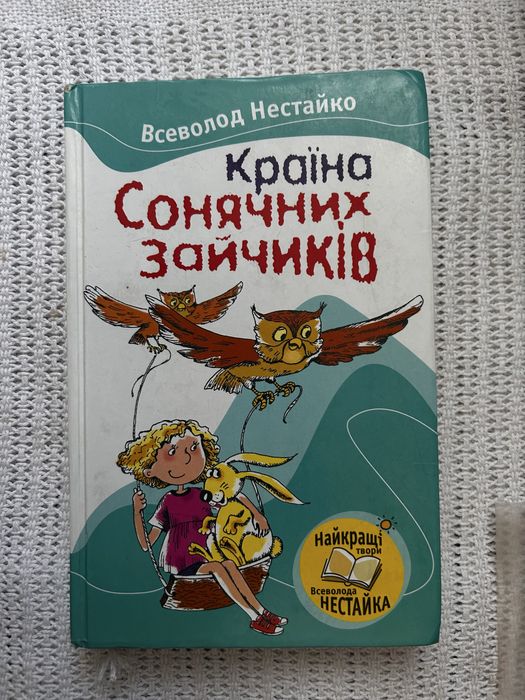 Всеволод Нестайко
Країна
Сонячних
зайчиків
Найкращі
твори
Всеволода
НЕСТАЙКА